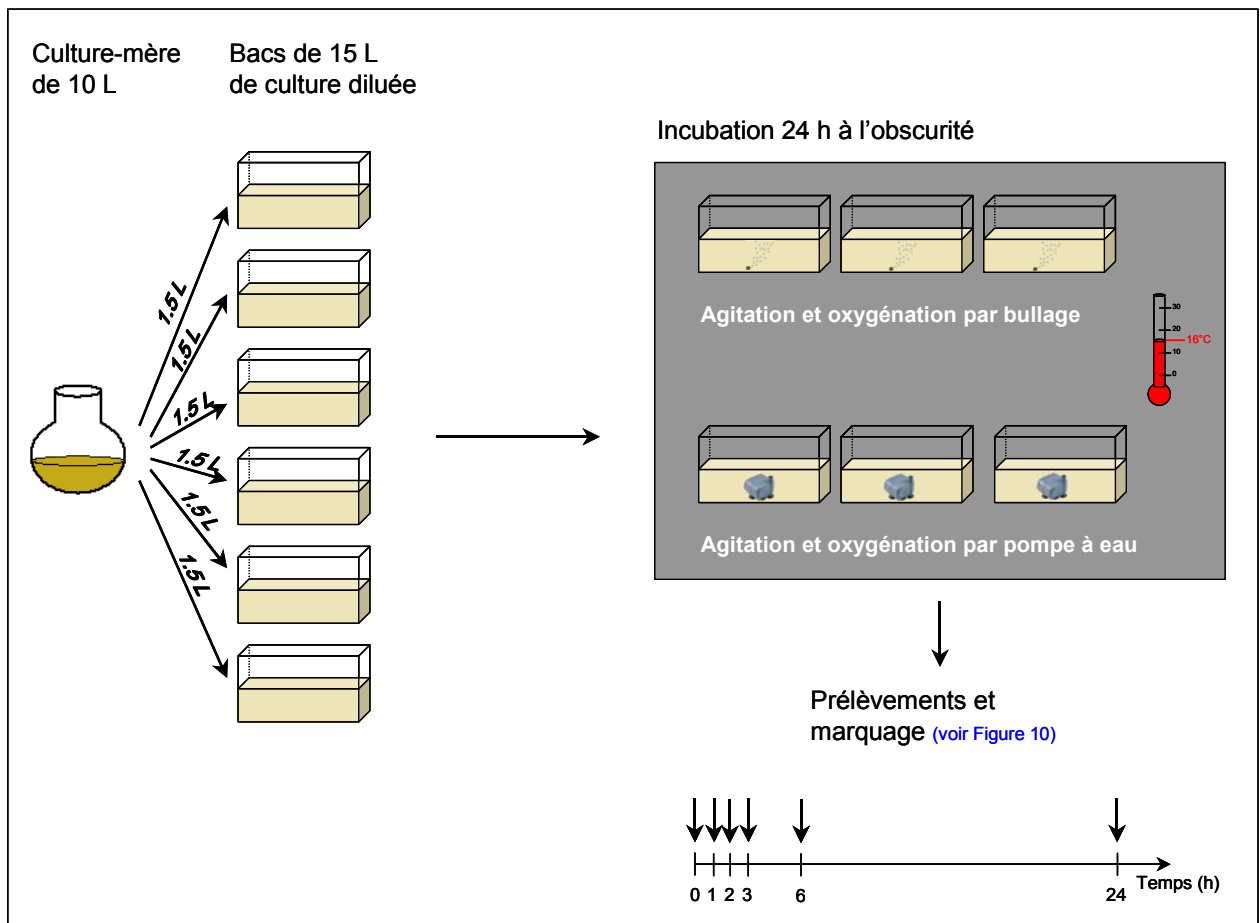 Culture-mère
de 10 L
Bacs de 15 L
de culture diluée
1.5 L
1.5 L
1.5 L
1.5 L
1.5 L
1.5 L
Incubation 24 h à l’obscurité
Agitation et oxygénation par bullage
30
20
16°C
10
0
Agitation et oxygénation par pompe à eau
Prélèvements et
marquage (voir Figure 10)
0 1 2 3 6 24 Temps (h)